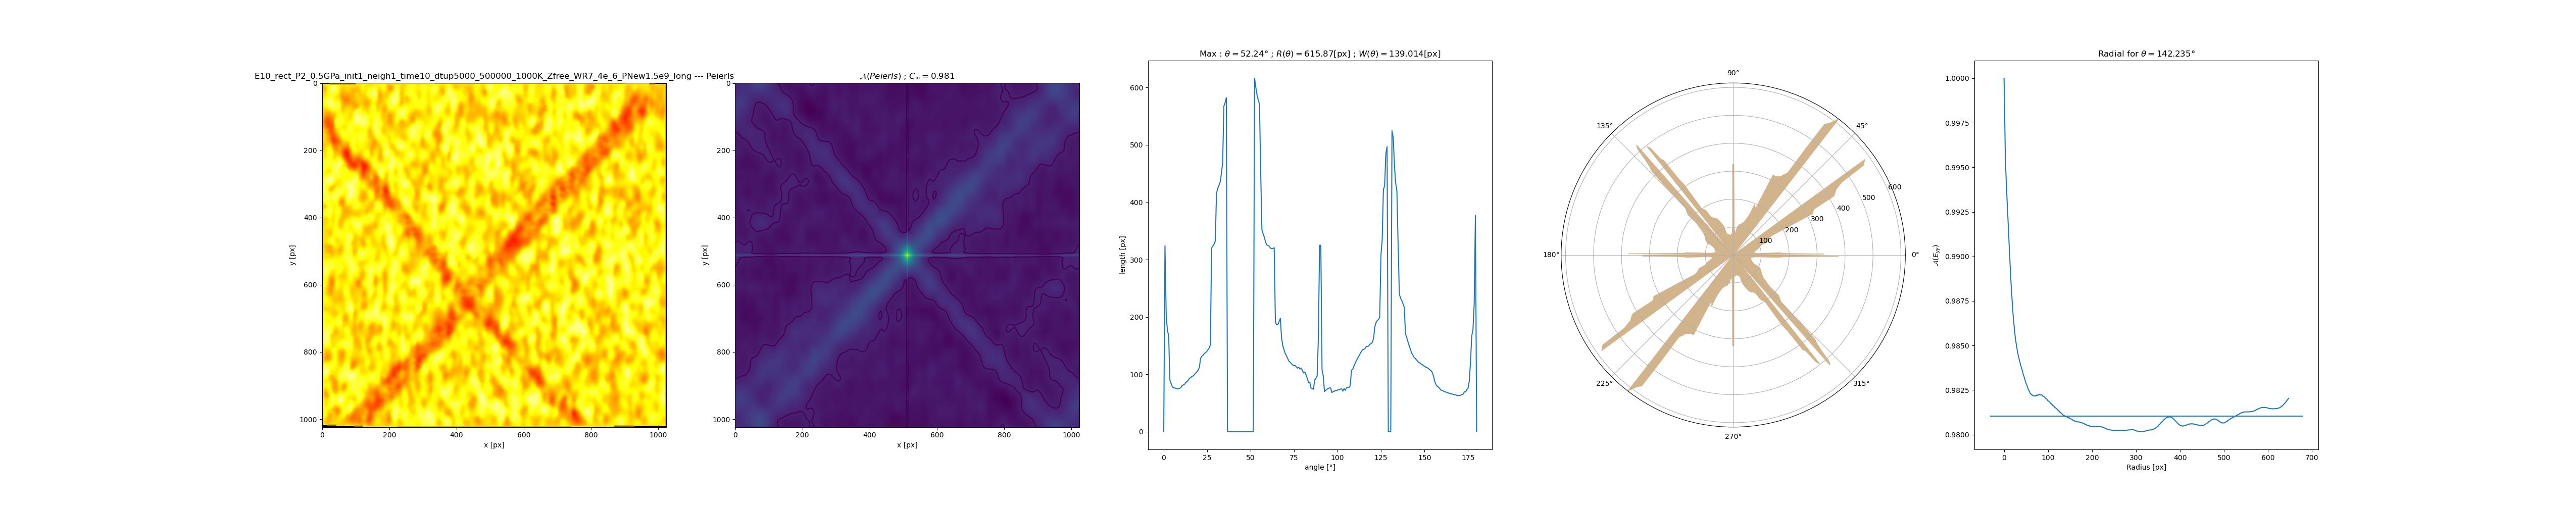 E10_rect_P2_0.5GPa_init1_neigh1_time10_dtup5000_500000_1000K_Zfree_WR7_4e_6_PNew1.5e9_long --- Peierls
0
200
400
600
800
1000
y [px]
0 200 400 600 800 1000
x [px]
𝒜(Peierls) ; C∞ = 0.981
0
200
400
600
800
1000
y [px]
0 200 400 600 800 1000
x [px]
Max : θ = 52.24° ; R(θ) = 615.87[px] ; W(θ) = 139.014[px]
600
500
400
300
200
100
0
length [px]
0 25 50 75 100 125 150 175
angle [°]
90°
135° 45°
180° 0°
225° 315°
270°
100 200 300 400 500 600
Radial for θ = 142.235°
1.0000
0.9975
0.9950
0.9925
0.9900
0.9875
0.9850
0.9825
0.9800
0 100 200 300 400 500 600 700
Radius [px]